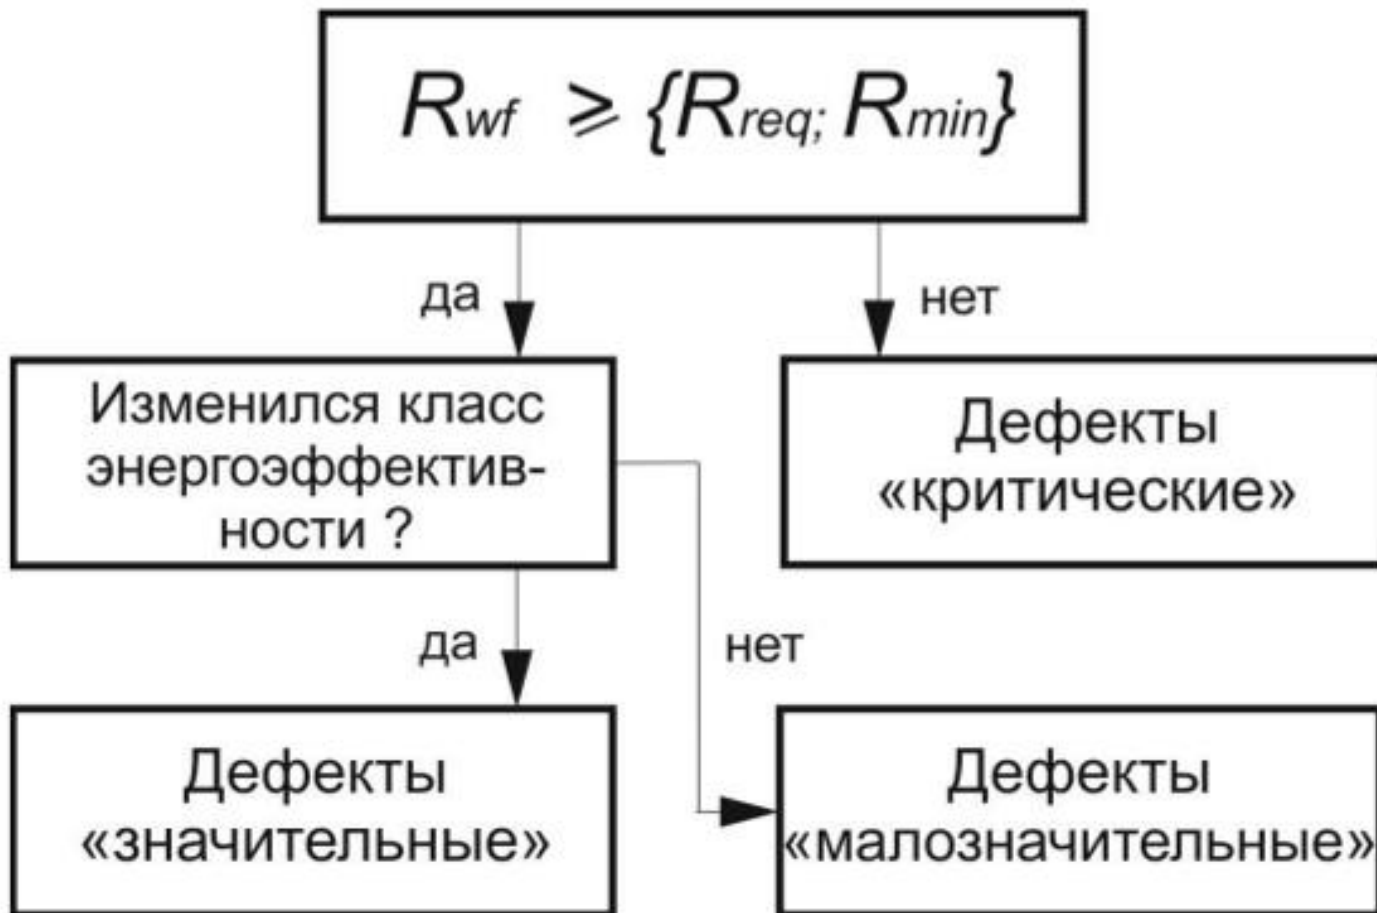 Rwf ⩾ {Rreq; Rmin}
да
нет
Изменился класс
энергоэффектив-
ности ?
Дефекты
«критические»
да
нет
Дефекты
«значительные»
Дефекты
«малозначительные»